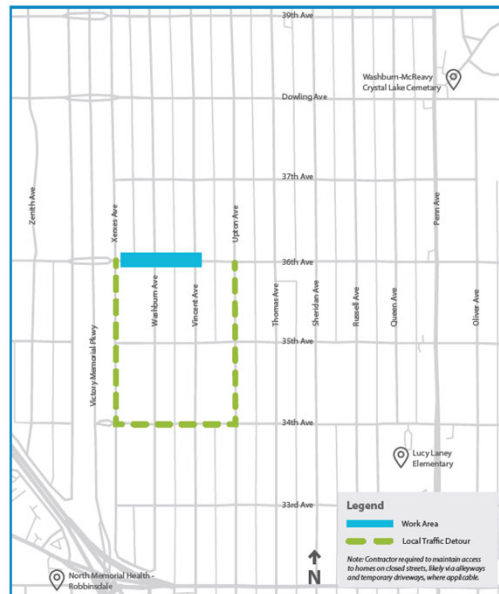 39th Ave
Washburn-McReavy
Crystal Lake Cemetary
Dowling Ave
37th Ave
Zenith Ave
Xerxes Ave
Upton Ave
Penn Ave
36th Ave
Washburn Ave
Vincent Ave
Thomas Ave
Sheridan Ave
Russell Ave
Queen Ave
Oliver Ave
Victory Memorial Pkwy
35th Ave
34th Ave
Lucy Laney
Elementary
33rd Ave
Legend
Work Area
Local Traffic Detour
Note: Contractor required to maintain access
to homes on closed streets, likely via alleyways
and temporary driveways, where applicable.
N
North Memorial Health -
Robbinsdale